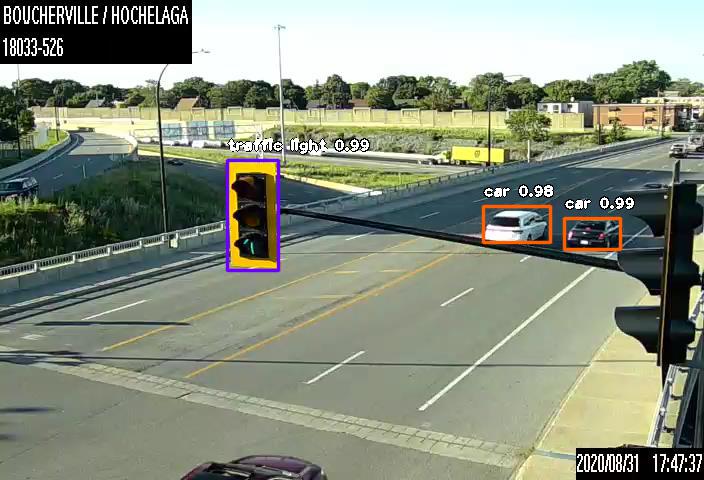 BOUCHERVILLE / HOCHELAGA
18033-526
traffic light 0.99
car 0.98
car 0.99
2020/08/31 17:47:37